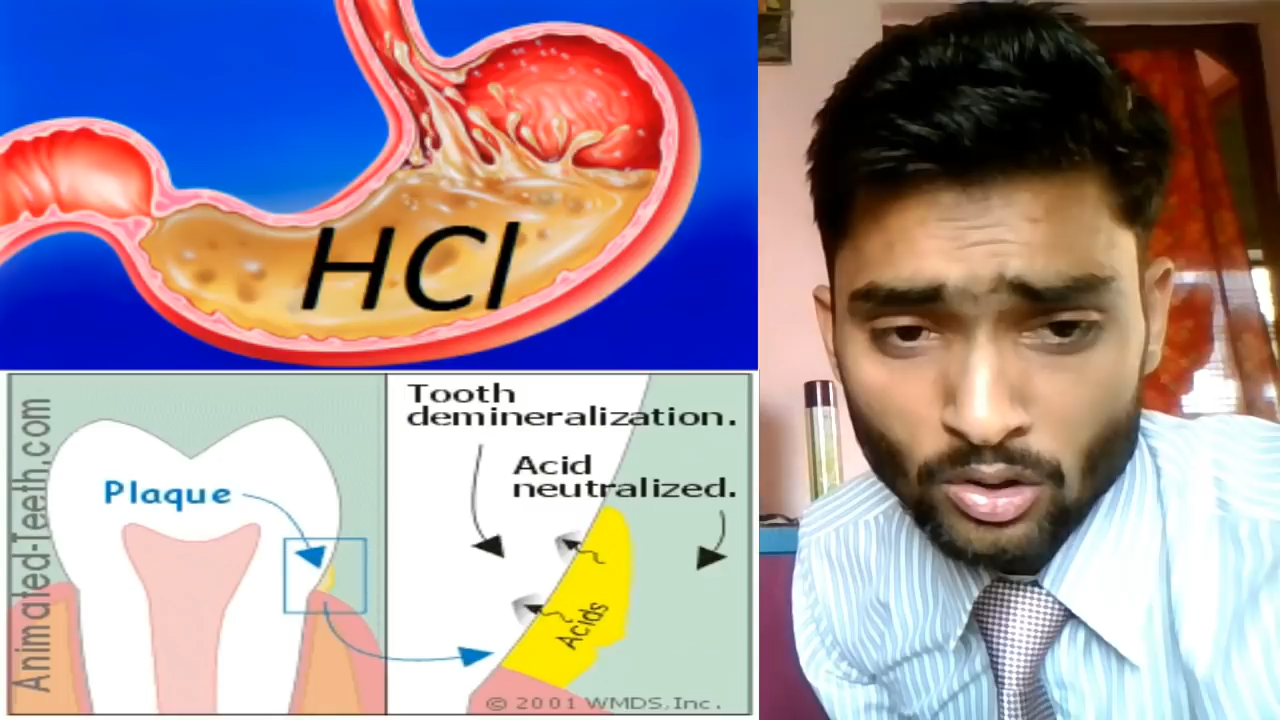 HCl
Animated-Teeth.com
Plaque
Tooth
demineralization.
Acid
neutralized.
Acids
© 2001 WMDS, Inc.